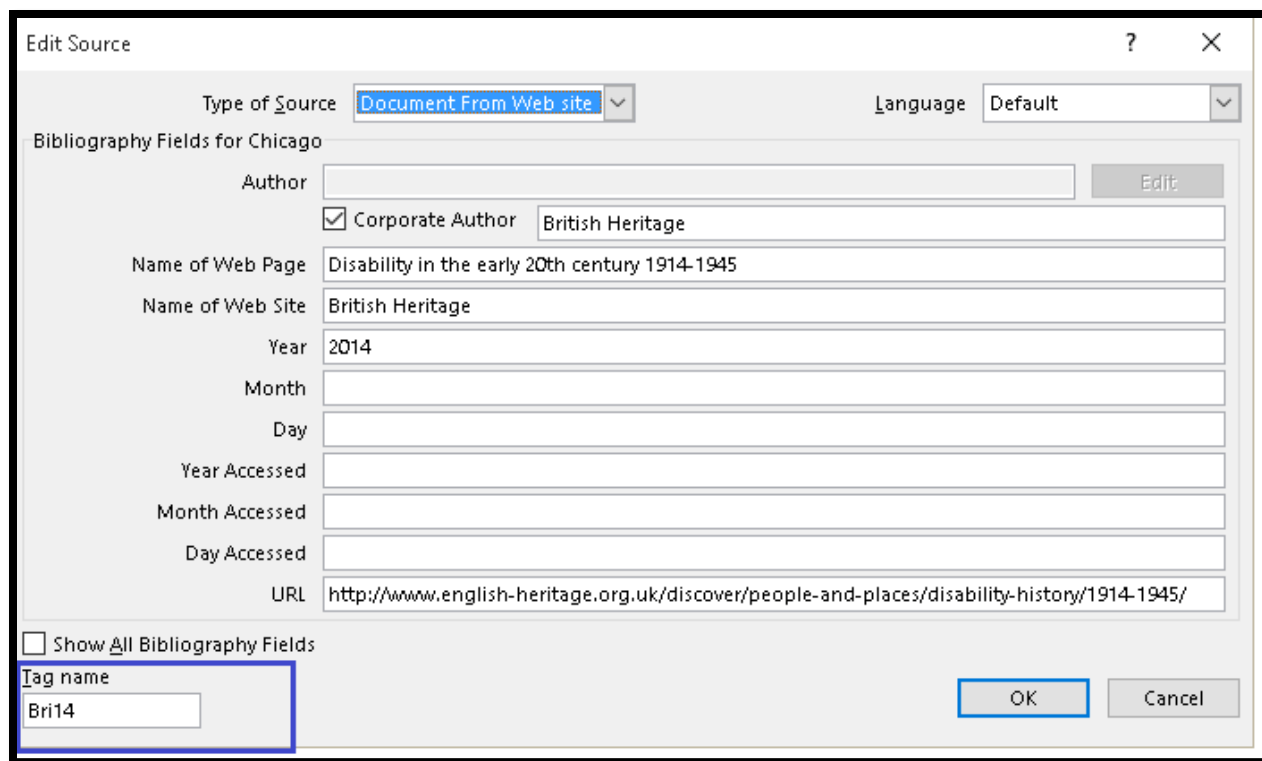 Edit Source ?
Type of Source Document From Web site Language Default
Bibliography Fields for Chicago
Author Edit
Corporate Author British Heritage
Name of Web Page Disability in the early 20th century 1914-1945
Name of Web Site British Heritage
Year 2014
Month
Day
Year Accessed
Month Accessed
Day Accessed
URL http://www.english-heritage.org.uk/discover/people-and-places/disability-history/1914-1945/
Show All Bibliography Fields
Tag name
Bri14
OK Cancel